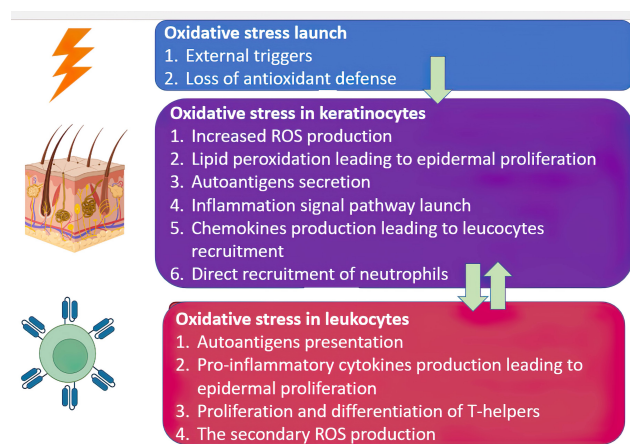 Oxidative stress launch
1. External triggers
2. Loss of antioxidant defense
Oxidative stress in keratinocytes
1. Increased ROS production
2. Lipid peroxidation leading to epidermal proliferation
3. Autoantigens secretion
4. Inflammation signal pathway launch
5. Chemokines production leading to leucocytes
recruitment
6. Direct recruitment of neutrophils
Oxidative stress in leukocytes
1. Autoantigens presentation
2. Pro-inflammatory cytokines production leading to
epidermal proliferation
3. Proliferation and differentiation of T-helpers
4. The secondary ROS production